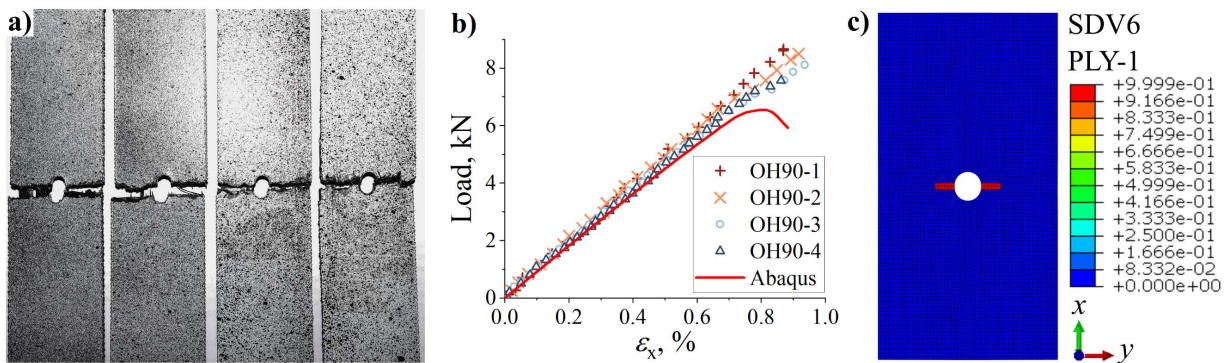 a)
b)
Load, kN
8
6
4
2
0
0.0 0.2 0.4 0.6 0.8 1.0
εx, %
OH90-1
OH90-2
OH90-3
OH90-4
Abaqus
c)
SDV6
PLY-1
+9.999e-01
+9.166e-01
+8.333e-01
+7.499e-01
+6.666e-01
+5.833e-01
+4.999e-01
+4.166e-01
+3.333e-01
+2.500e-01
+1.666e-01
+8.332e-02
+0.000e+00
x
y